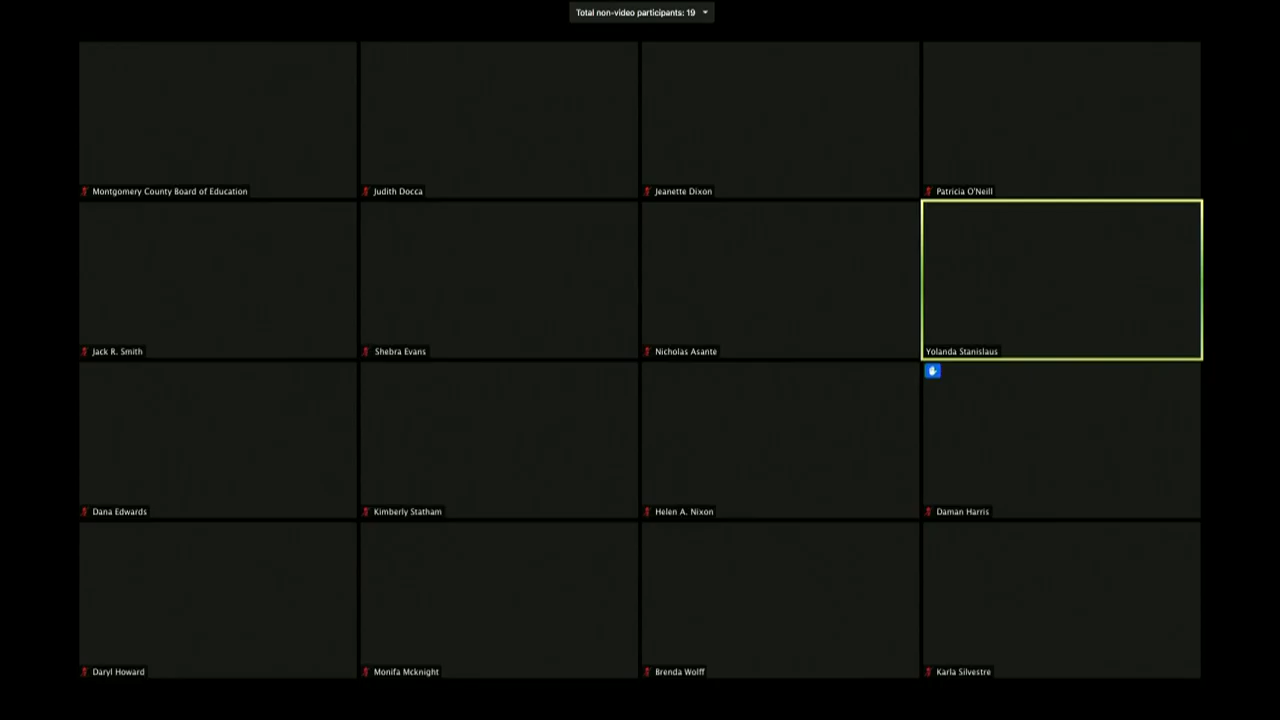 Total non-video participants: 19
Montgomery County Board of Education
Judith Docca
Jeanette Dixon
Patricia O'Neill
Jack R. Smith
Shebra Evans
Nicholas Asante
Yolanda Stanislaus
Dana Edwards
Kimberly Statham
Helen A. Nixon
Daman Harris
Daryl Howard
Monifa Mcknight
Brenda Wolff
Karla Silvestre